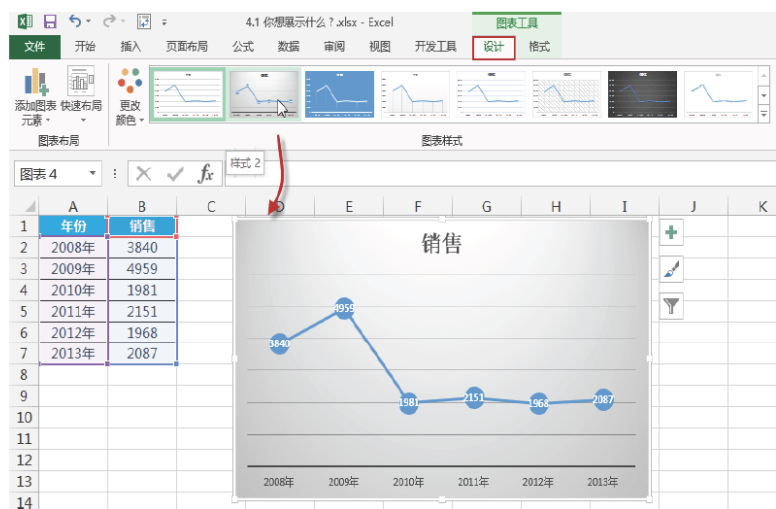 4.1 你想展示什么？.xlsx - Excel
图表工具
文件 开始 插入 页面布局 公式 数据 审阅 视图 开发工具 设计 格式
添加图表元素 快速布局 更改颜色
图表布局 图表样式
图表 4 fx 样式 2
A B C D E F G H I J K
1 年份 销售
2 2008年 3840
3 2009年 4959
4 2010年 1981
5 2011年 2151
6 2012年 1968
7 2013年 2087
8
9
10
11
12
13
14
销售
4959
3840
1981 2151 1968 2087
2008年 2009年 2010年 2011年 2012年 2013年